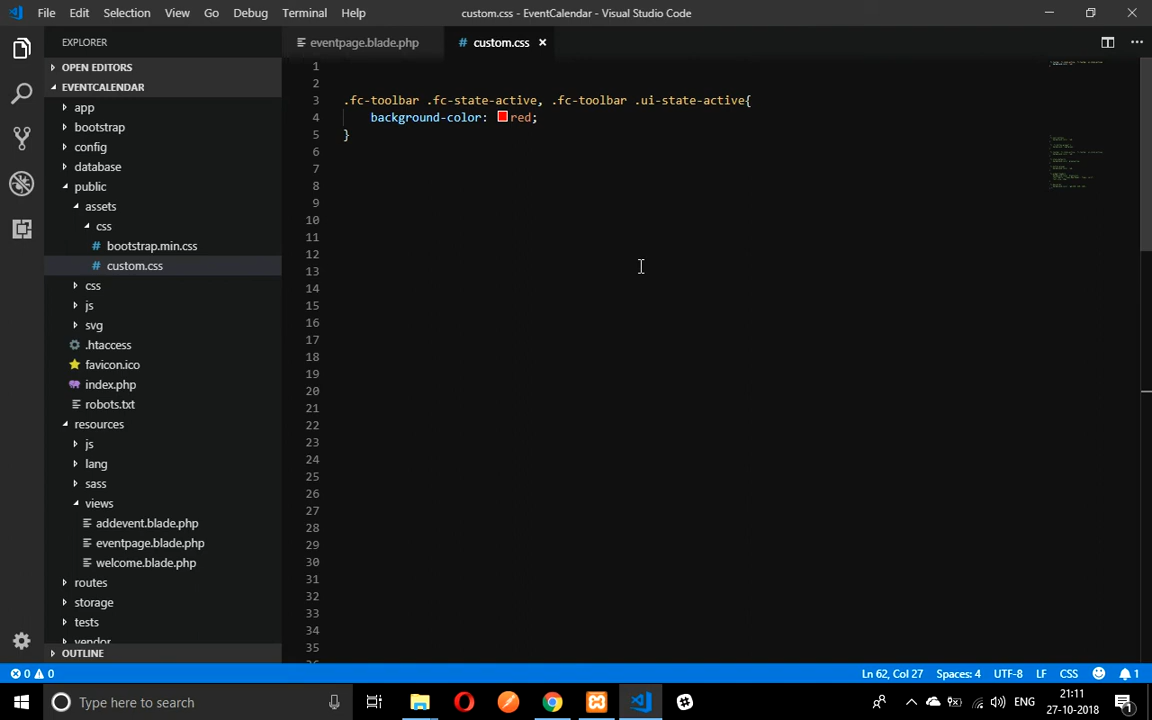 File Edit Selection View Go Debug Terminal Help
custom.css - EventCalendar - Visual Studio Code
EXPLORER
eventpage.blade.php
custom.css
OPEN EDITORS
EVENTCALENDAR
app
bootstrap
config
database
public
assets
css
# bootstrap.min.css
# custom.css
css
js
svg
.htaccess
favicon.ico
index.php
robots.txt
resources
js
lang
sass
views
addevent.blade.php
eventpage.blade.php
welcome.blade.php
routes
storage
tests
vendor
OUTLINE
1
2
3 .fc-toolbar .fc-state-active, .fc-toolbar .ui-state-active{
4 background-color: red;
5 }
6
7
8
9
10
11
12
13
14
15
16
17
18
19
20
21
22
23
24
25
26
27
28
29
30
31
32
33
34
35
36
0 0
Ln 62, Col 27 Spaces: 4 UTF-8 LF CSS 1
Type here to search
ENG
21:11
27-10-2018
1